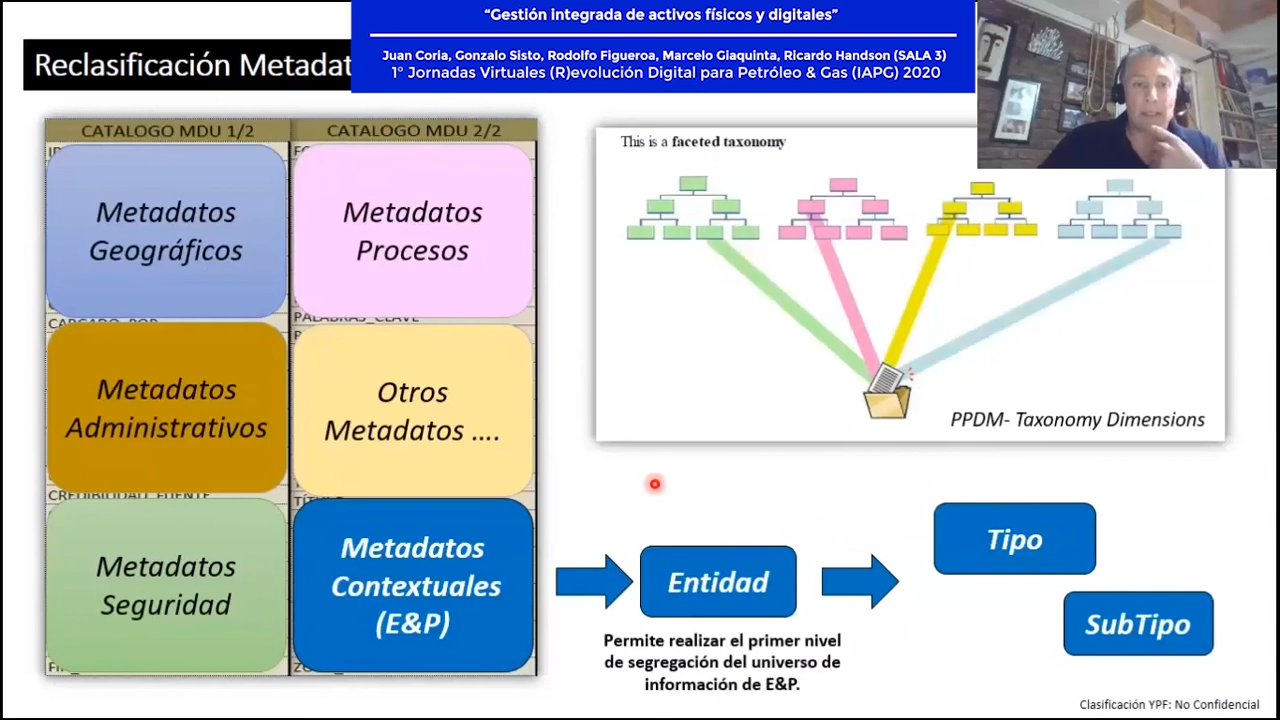 “Gestión integrada de activos físicos y digitales”
Juan Coria, Gonzalo Sisto, Rodolfo Figueroa, Marcelo Giaquinta, Ricardo Handson (SALA 3)
1° Jornadas Virtuales (R)evolución Digital para Petróleo & Gas (IAPG) 2020
Reclasificación Metadat
CATALOGO MDU 1/2
CATALOGO MDU 2/2
Metadatos
Geográficos
Metadatos
Procesos
CARGADO_POR
PALABRAS_CLAVE
Metadatos
Administrativos
Otros
Metadatos ....
CREDIBILIDAD_FUENTE
TÍTULO
Metadatos
Seguridad
Metadatos
Contextuales
(E&P)
This is a faceted taxonomy
PPDM- Taxonomy Dimensions
Entidad
Permite realizar el primer nivel
de segregación del universo de
información de E&P.
Tipo
SubTipo
Clasificación YPF: No Confidencial